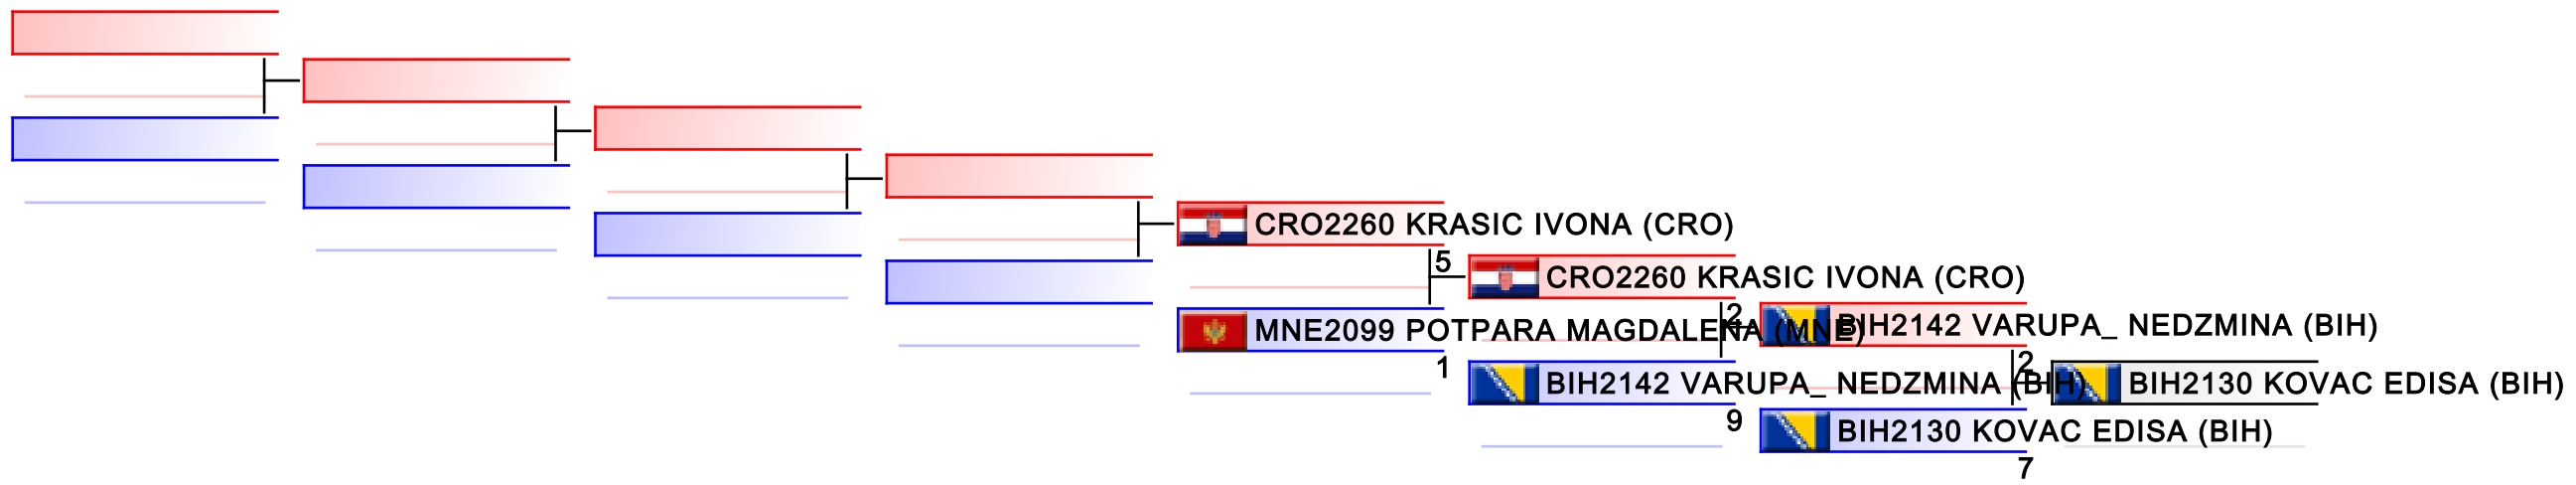 CRO2260 KRASIC IVONA (CRO)
5
CRO2260 KRASIC IVONA (CRO)
2
MNE2099 POTPARA MAGDALENA (MNE)
BIH2142 VARUPA_ NEDZMINA (BIH)
1
2
BIH2142 VARUPA_ NEDZMINA (BIH)
BIH2130 KOVAC EDISA (BIH)
9
BIH2130 KOVAC EDISA (BIH)
7